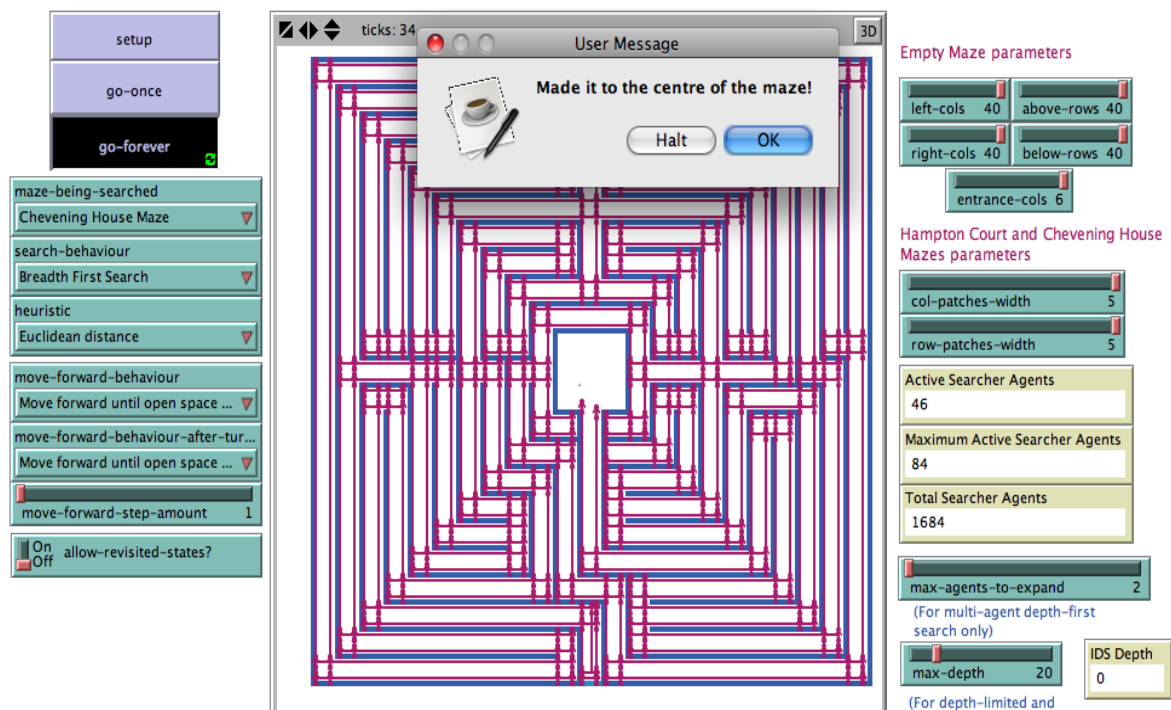 setup
go-once
go-forever
maze-being-searched
Chevening House Maze
search-behaviour
Breadth First Search
heuristic
Euclidean distance
move-forward-behaviour
Move forward until open space ...
move-forward-behaviour-after-tur...
Move forward until open space ...
move-forward-step-amount 1
On
Off
allow-revisited-states?
ticks: 34
3D
User Message
Made it to the centre of the maze!
Halt
OK
Empty Maze parameters
left-cols 40
above-rows 40
right-cols 40
below-rows 40
entrance-cols 6
Hampton Court and Chevening House
Mazes parameters
col-patches-width 5
row-patches-width 5
Active Searcher Agents
46
Maximum Active Searcher Agents
84
Total Searcher Agents
1684
max-agents-to-expand 2
(For multi-agent depth-first
search only)
max-depth 20
IDS Depth
0
(For depth-limited and